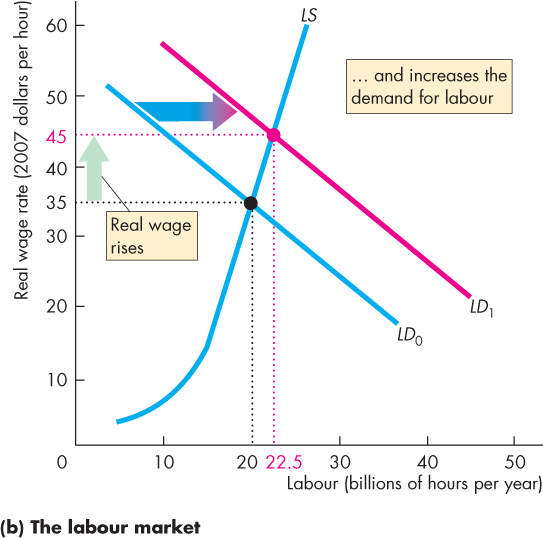 Real wage rate (2007 dollars per hour)
60
50
45
40
35
30
20
10
0
LS
… and increases the
demand for labour
Real wage
rises
LD1
LD0
10
20
22.5
30
40
50
Labour (billions of hours per year)
(b) The labour market